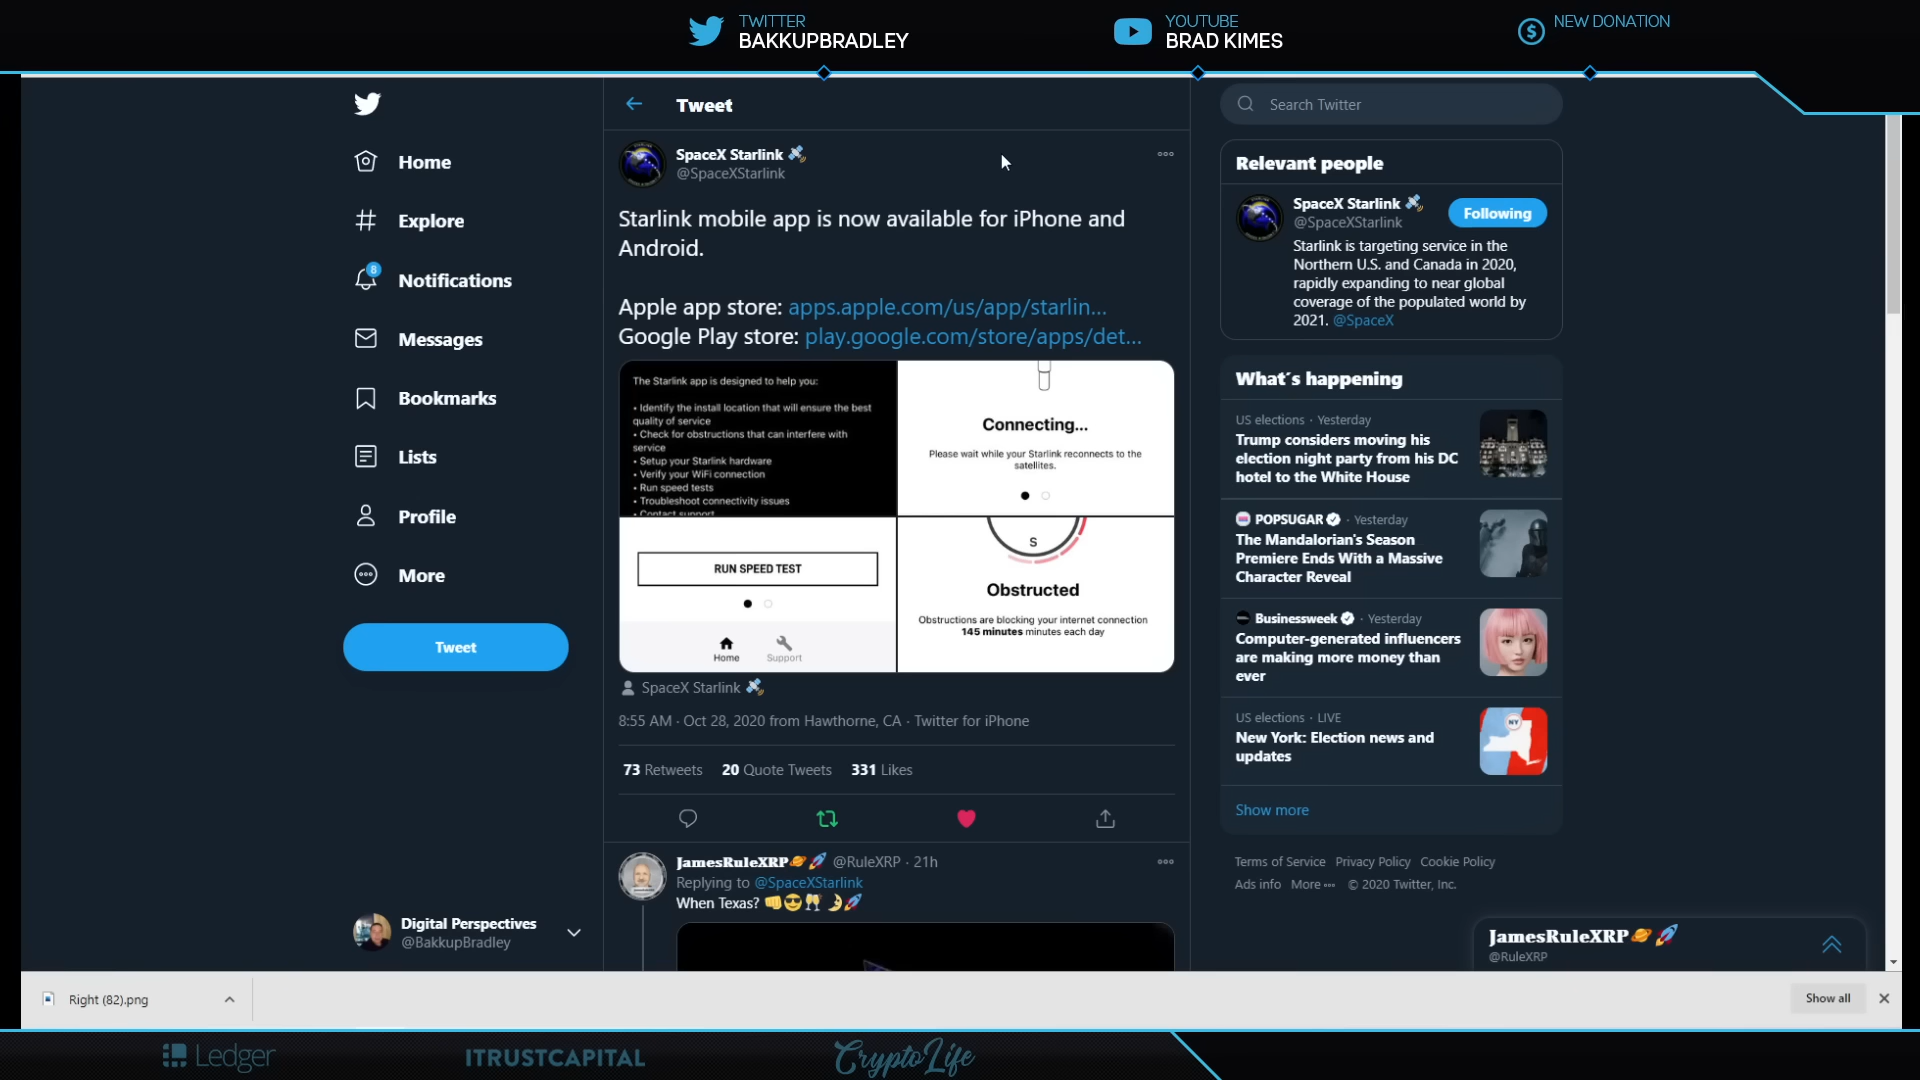 TWITTER
BAKKUPBRADLEY
YOUTUBE
BRAD KIMES
NEW DONATION
Home
Explore
8
Notifications
Messages
Bookmarks
Lists
Profile
More
Tweet
Digital Perspectives
@BakkupBradley
Tweet
SpaceX Starlink
@SpaceXStarlink
Starlink mobile app is now available for iPhone and
Android.
Apple app store: apps.apple.com/us/app/starlin...
Google Play store: play.google.com/store/apps/det...
The Starlink app is designed to help you:
• Identify the install location that will ensure the best
quality of service
• Check for obstructions that can interfere with
service
• Setup your Starlink hardware
• Verify your WiFi connection
• Run speed tests
• Troubleshoot connectivity issues
• Contact support
Connecting...
Please wait while your Starlink reconnects to the
satellites.
RUN SPEED TEST
Home
Support
S
Obstructed
Obstructions are blocking your internet connection
145 minutes minutes each day
SpaceX Starlink
8:55 AM · Oct 28, 2020 from Hawthorne, CA · Twitter for iPhone
73 Retweets 20 Quote Tweets 331 Likes
JamesRuleXRP @RuleXRP · 21h
Replying to @SpaceXStarlink
When Texas?
Search Twitter
Relevant people
SpaceX Starlink
@SpaceXStarlink
Following
Starlink is targeting service in the
Northern U.S. and Canada in 2020,
rapidly expanding to near global
coverage of the populated world by
2021. @SpaceX
What's happening
US elections · Yesterday
Trump considers moving his
election night party from his DC
hotel to the White House
POPSUGAR · Yesterday
The Mandalorian's Season
Premiere Ends With a Massive
Character Reveal
Businessweek · Yesterday
Computer-generated influencers
are making more money than
ever
US elections · LIVE
New York: Election news and
updates
NY
Show more
Terms of Service Privacy Policy Cookie Policy
Ads info More ··· © 2020 Twitter, Inc.
JamesRuleXRP
@RuleXRP
Right (82).png
Show all
Ledger
ITRUSTCAPITAL
CryptoLife